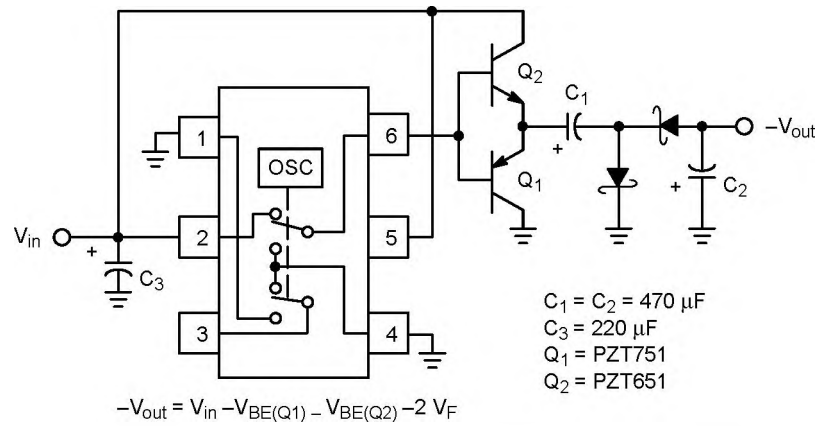 Q2
C1
+
Q1
−Vout
+
C2
1
6
OSC
Vin
+
2
5
C3
3
4
C1 = C2 = 470 μF
C3 = 220 μF
Q1 = PZT751
Q2 = PZT651
−Vout = Vin −VBE(Q1) − VBE(Q2) −2 VF